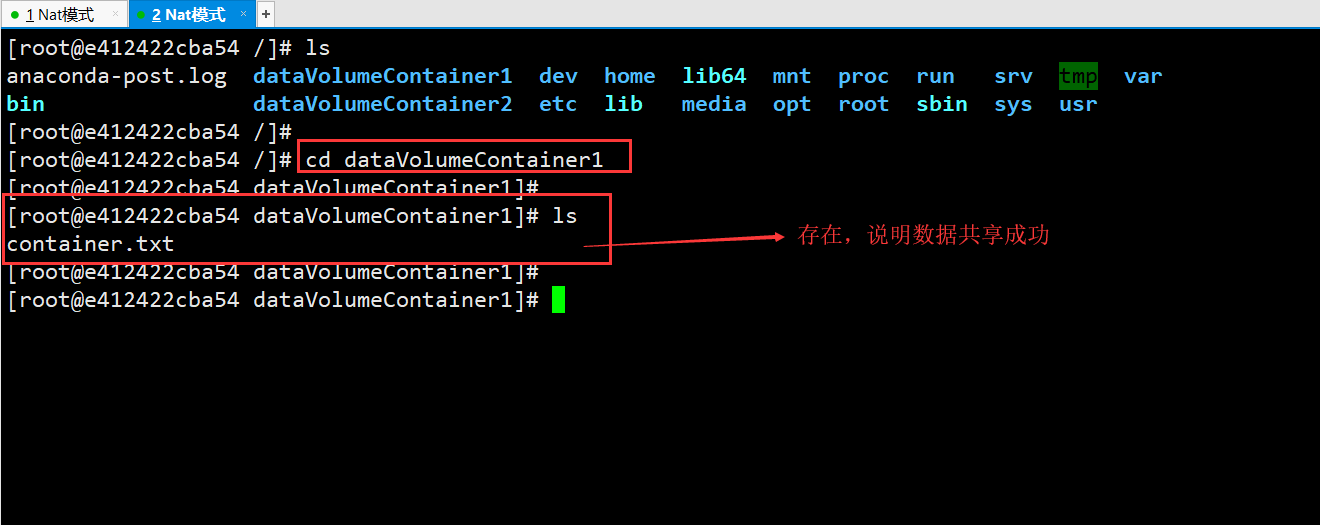 1 Nat模式 × 2 Nat模式 × +
[root@e412422cba54 /]# ls
anaconda-post.log dataVolumeContainer1 dev home lib64 mnt proc run srv tmp var
bin dataVolumeContainer2 etc lib media opt root sbin sys usr
[root@e412422cba54 /]#
[root@e412422cba54 /]# cd dataVolumeContainer1
[root@e412422cba54 dataVolumeContainer1]#
[root@e412422cba54 dataVolumeContainer1]# ls
container.txt
存在，说明数据共享成功
[root@e412422cba54 dataVolumeContainer1]#
[root@e412422cba54 dataVolumeContainer1]#